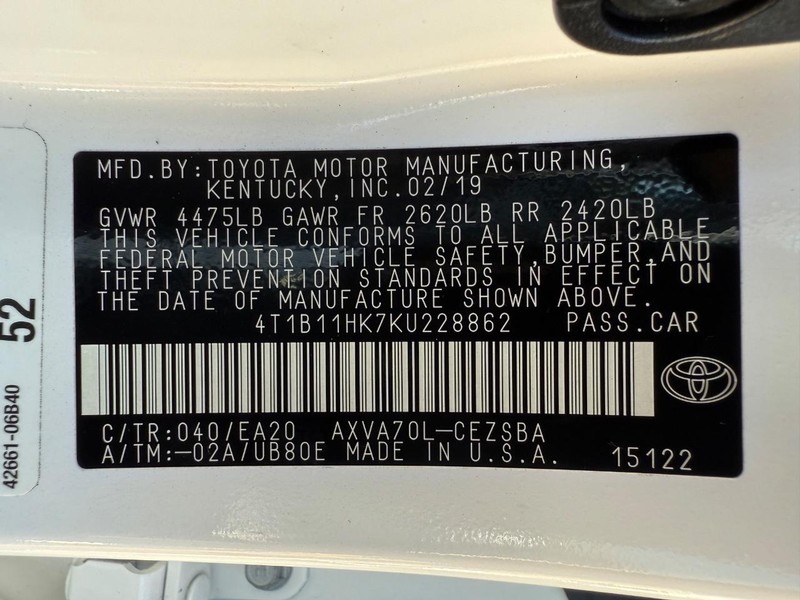 MFD.BY:TOYOTA MOTOR MANUFACTURING,
KENTUCKY,INC.02/19
GVWR 4475LB GAWR FR 2620LB RR 2420LB
THIS VEHICLE CONFORMS TO ALL APPLICABLE
FEDERAL MOTOR VEHICLE SAFETY,BUMPER,AND
THEFT PREVENTION STANDARDS IN EFFECT ON
THE DATE OF MANUFACTURE SHOWN ABOVE.
4T1B11HK7KU228862 PASS.CAR
C/TR:040/EA20 AXVA70L-CEZSBA
A/TM:-02A/UB80E MADE IN U.S.A. 15122
52
42661-06B40